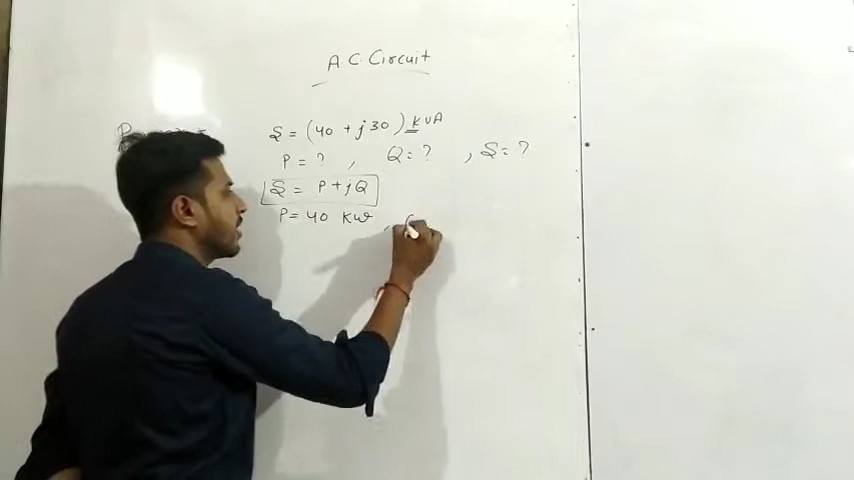 A C Circuit
S = (40 + j30) kVA
P = ? , Q = ? , S = ?
S = P + jQ
P = 40 kW ,